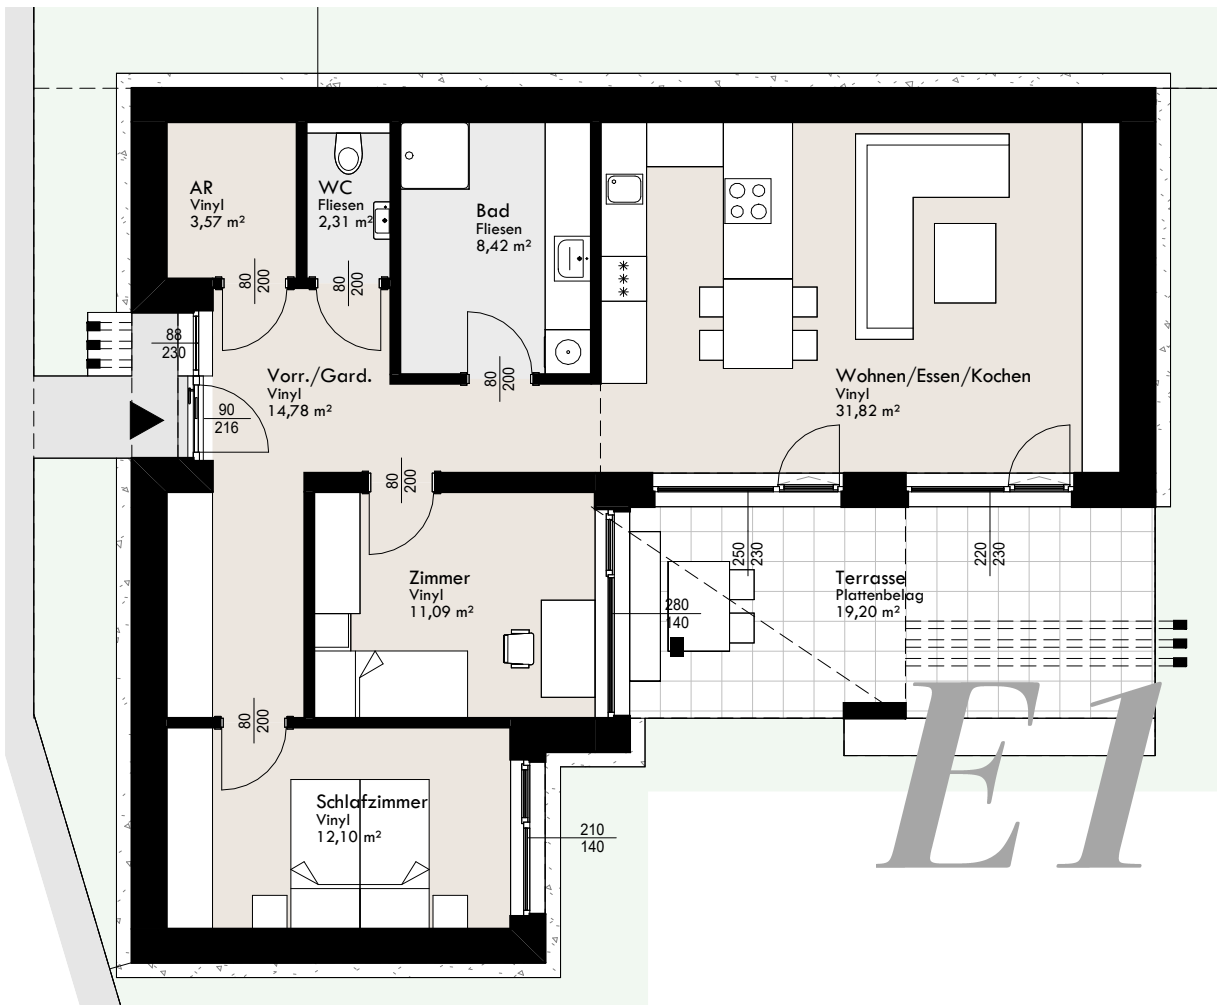 AR
Vinyl
3,57 m²
WC
Fliesen
2,31 m²
Bad
Fliesen
8,42 m²
80
200
80
200
88
230
Vorr./Gard.
Vinyl
14,78 m²
80
200
Wohnen/Essen/Kochen
Vinyl
31,82 m²
90
216
80
200
250
230
220
230
Zimmer
Vinyl
11,09 m²
Terrasse
Plattenbelag
19,20 m²
280
140
80
200
E1
Schlafzimmer
Vinyl
12,10 m²
210
140